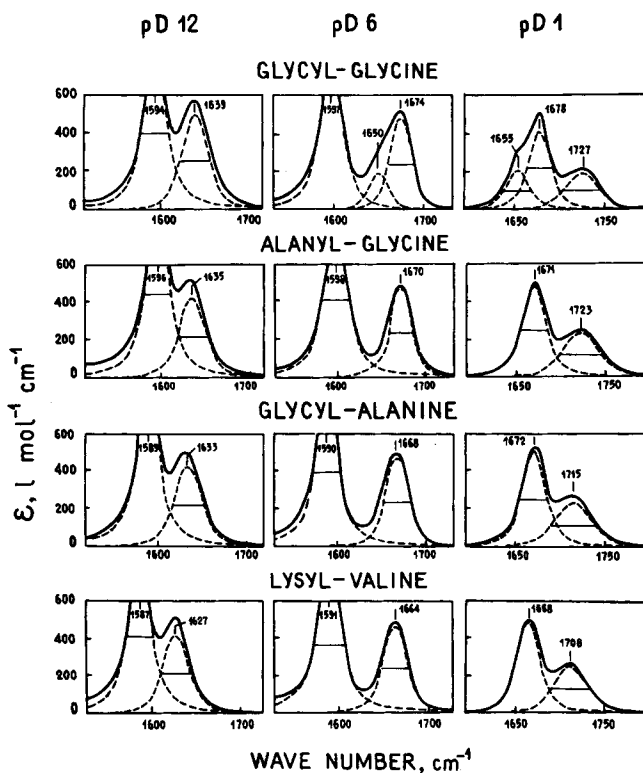 pD 12 pD 6 pD 1
GLYCYL-GLYCINE
600 1594 1639 1597 1650 1674 1655 1678 1727
400
200
0
1600 1700 1600 1700 1650 1750
ALANYL-GLYCINE
600 1596 1635 1598 1670 1671 1723
400
200
0
1600 1700 1600 1700 1650 1750
GLYCYL-ALANINE
600 1589 1633 1590 1668 1672 1715
400
200
0
1600 1700 1600 1700 1650 1750
LYSYL-VALINE
600 1587 1627 1591 1664 1668 1708
400
200
0
1600 1700 1600 1700 1650 1750
ε, l mol⁻¹ cm⁻¹
WAVE NUMBER, cm⁻¹